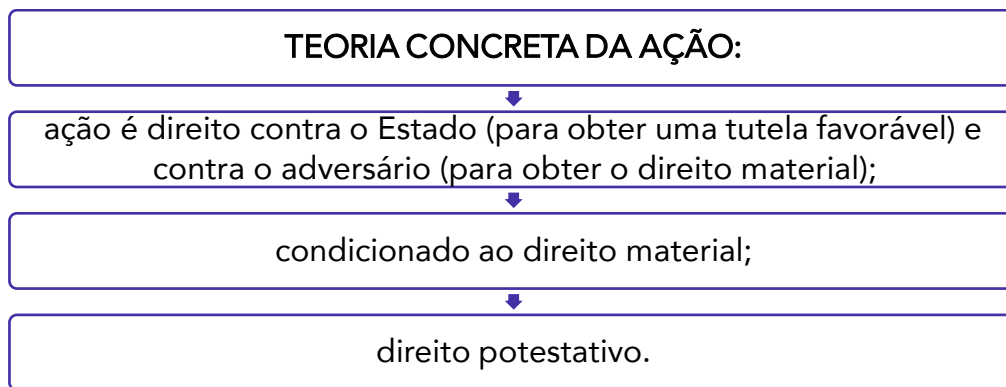 TEORIA CONCRETA DA AÇÃO:
ação é direito contra o Estado (para obter uma tutela favorável) e
contra o adversário (para obter o direito material);
condicionado ao direito material;
direito potestativo.